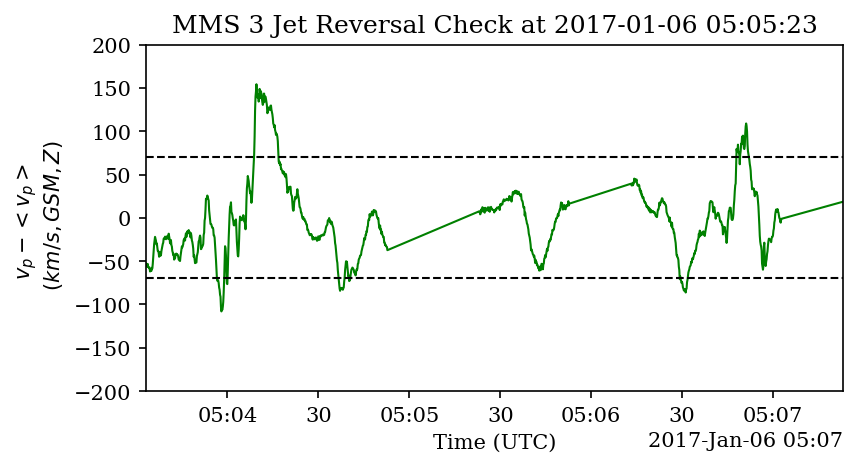 MMS 3 Jet Reversal Check at 2017-01-06 05:05:23
200
150
100
50
0
−50
−100
−150
−200
v_p − < v_p >
(km/s, GSM, Z)
05:04 30 05:05 30 05:06 30 05:07
Time (UTC)
2017-Jan-06 05:07